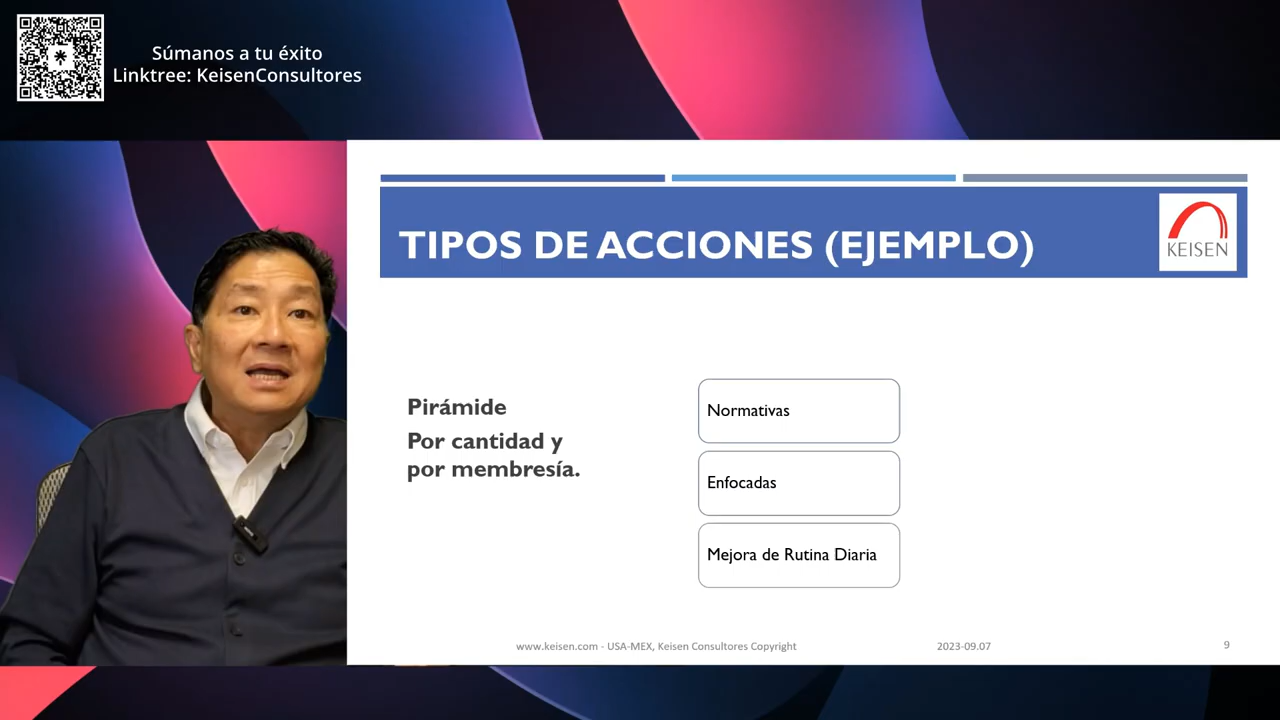 Súmanos a tu éxito
Linktree: KeisenConsultores
TIPOS DE ACCIONES (EJEMPLO)
KEISEN
Pirámide
Por cantidad y
por membresía.
Normativas
Enfocadas
Mejora de Rutina Diaria
www.keisen.com - USA-MEX, Keisen Consultores Copyright
2023-09.07
9